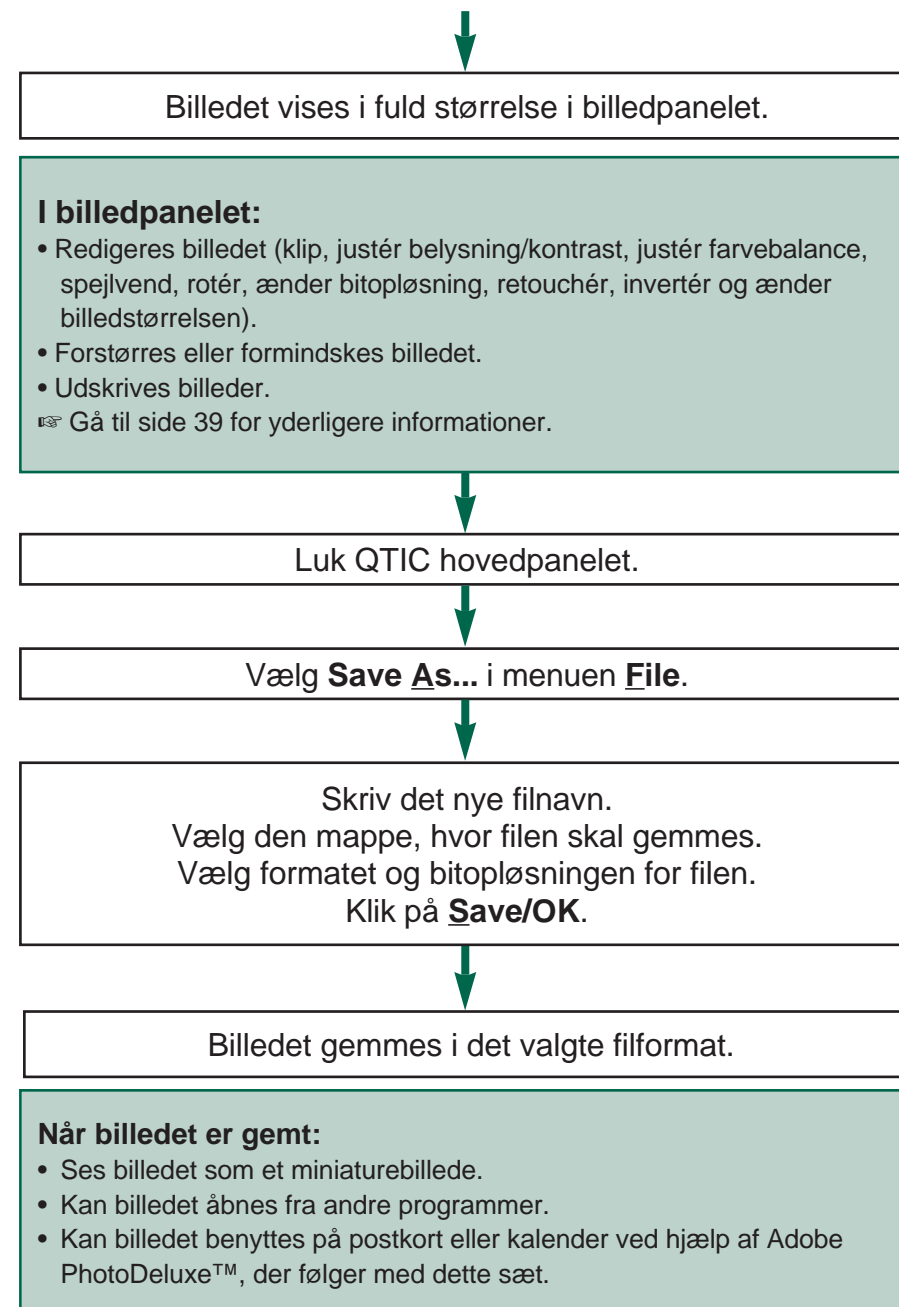 Billedet vises i fuld størrelse i billedpanelet.
I billedpanelet:
• Redigeres billedet (klip, justér belysning/kontrast, justér farvebalance,
spejlvend, rotér, ænder bitopløsning, retouchér, invertér og ænder
billedstørrelsen).
• Forstørres eller formindskes billedet.
• Udskrives billeder.
☞ Gå til side 39 for yderligere informationer.
Luk QTIC hovedpanelet.
Vælg Save As... i menuen File.
Skriv det nye filnavn.
Vælg den mappe, hvor filen skal gemmes.
Vælg formatet og bitopløsningen for filen.
Klik på Save/OK.
Billedet gemmes i det valgte filformat.
Når billedet er gemt:
• Ses billedet som et miniaturebillede.
• Kan billedet åbnes fra andre programmer.
• Kan billedet benyttes på postkort eller kalender ved hjælp af Adobe
PhotoDeluxe™, der følger med dette sæt.